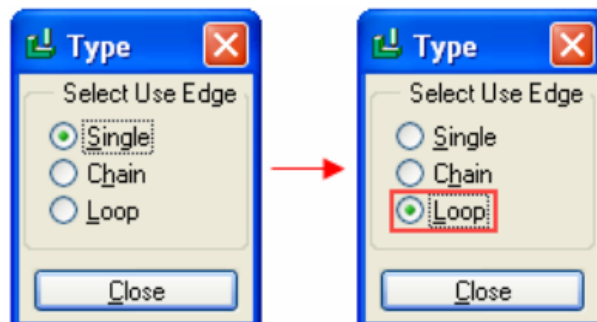 Type
Select Use Edge
Single
Chain
Loop
Close
Type
Select Use Edge
Single
Chain
Loop
Close